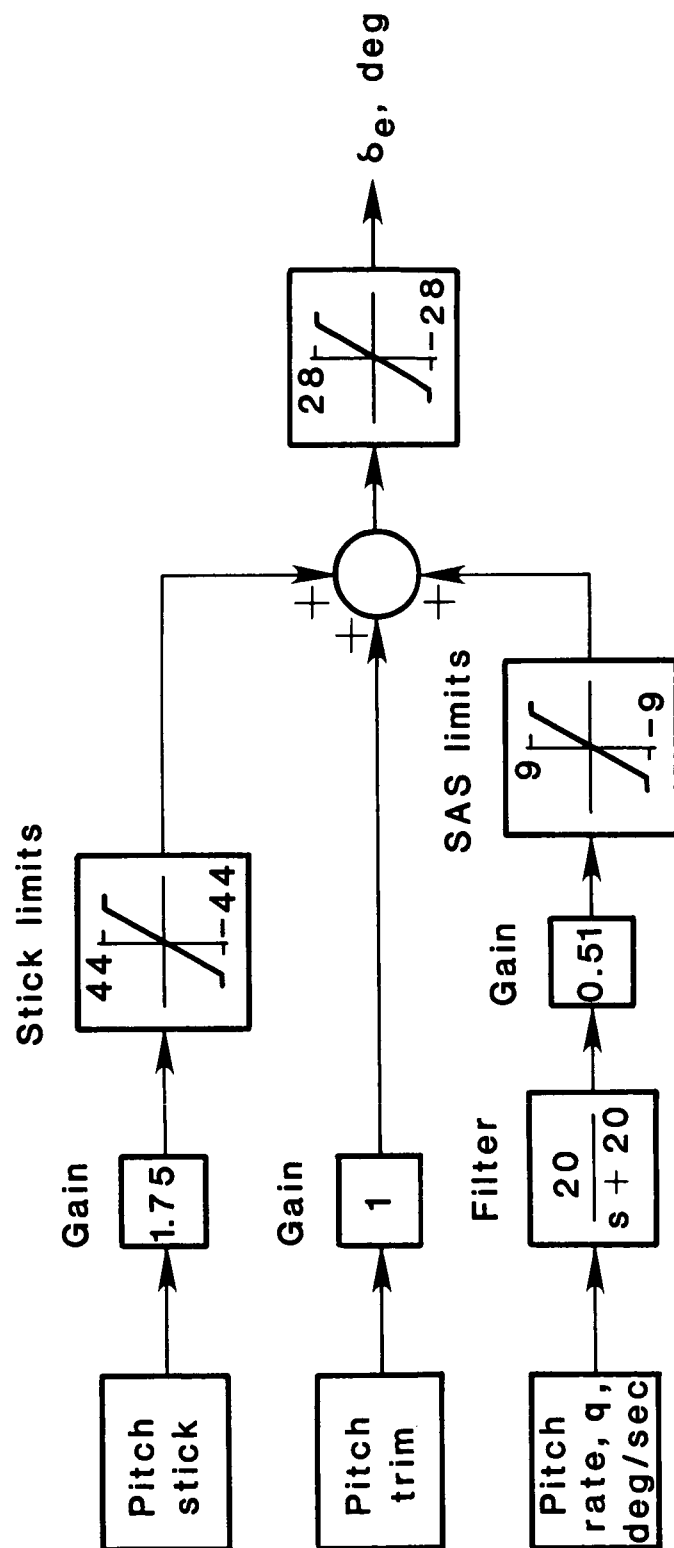 Pitch
stick
Gain
1.75
Stick limits
44
-44
Pitch
trim
Gain
1
+
+
+
28
-28
δe, deg
Pitch
rate, q,
deg/sec
Filter
20
s + 20
Gain
0.51
SAS limits
9
-9